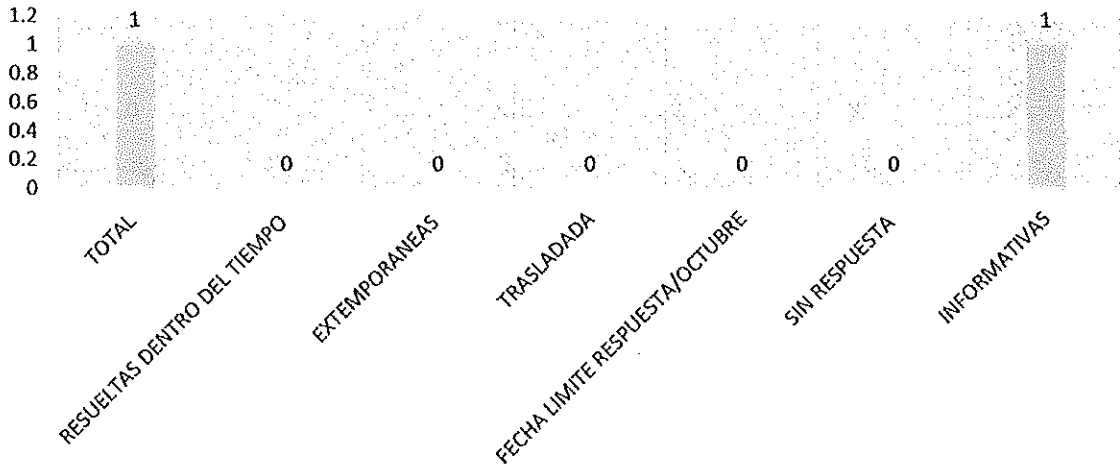 1.2
1
0.8
0.6
0.4
0.2
0
1
0
0
0
0
0
1
TOTAL
RESUELTAS DENTRO DEL TIEMPO
EXTEMPORANEAS
TRASLADADA
FECHA LIMITE RESPUESTA/OCTUBRE
SIN RESPUESTA
INFORMATIVAS